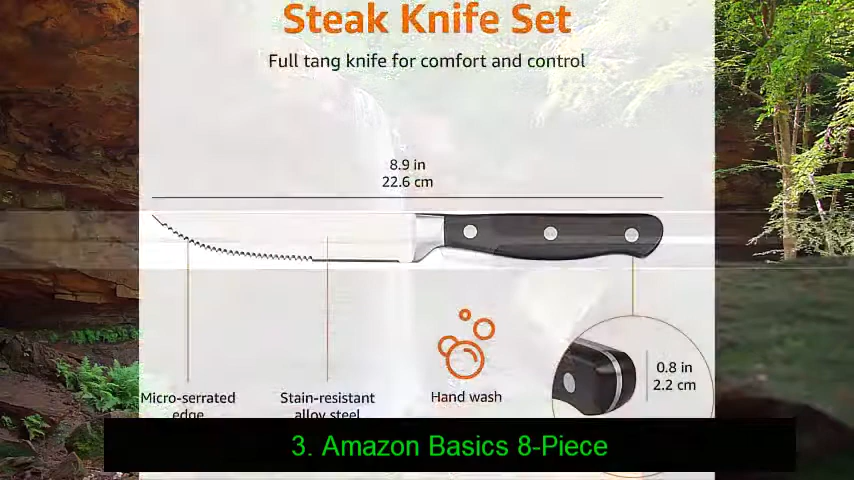 Steak Knife Set
Full tang knife for comfort and control
8.9 in
22.6 cm
Micro-serrated
edge
Stain-resistant
alloy steel
Hand wash
0.8 in
2.2 cm
3. Amazon Basics 8-Piece